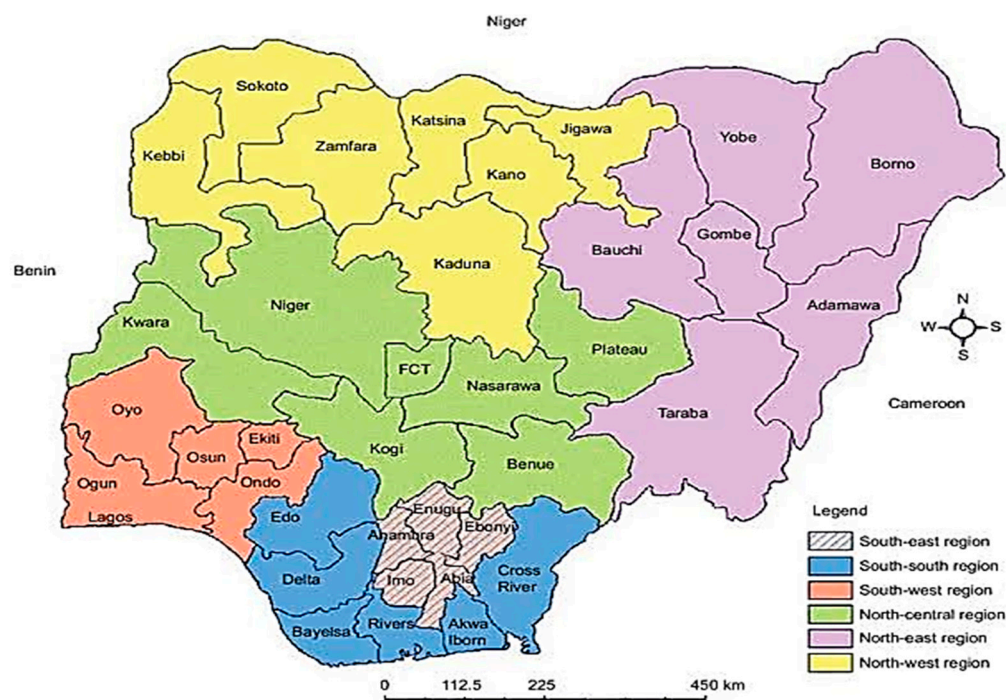 Niger
Sokoto
Katsina
Jigawa
Yobe
Borno
Kebbi
Zamfara
Kano
Bauchi
Gombe
Kaduna
Benin
Niger
Adamawa
N
W S
S
Kwara
FCT
Plateau
Nasarawa
Cameroon
Taraba
Oyo
Ekiti
Osun
Kogi
Benue
Ogun
Ondo
Lagos
Edo
Enugu
Ebonyi
Anambra
Delta
Imo
Abia
Cross
River
Bayelsa
Rivers
Akwa
Iborn
Legend
South-east region
South-south region
South-west region
North-central region
North-east region
North-west region
0 112.5 225 450 km